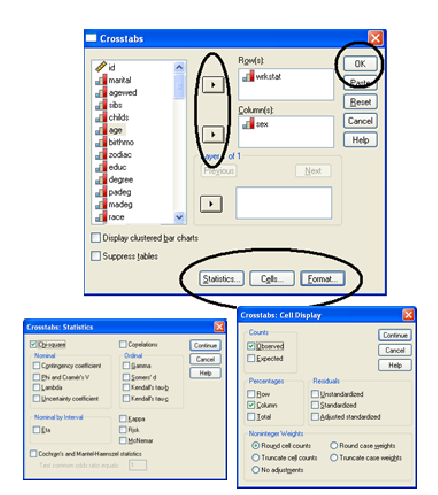 Crosstabs
id
marital
agewed
sibs
childs
age
birthmo
zodiac
educ
degree
padeg
madeg
race
Row(s):
wrkstat
Column(s):
sex
Layer 1 of 1
Previous
Next
OK
Paste
Reset
Cancel
Help
Display clustered bar charts
Suppress tables
Statistics...
Cells...
Format...
Crosstabs: Statistics
Chi-square
Correlations
Nominal
Contingency coefficient
Phi and Cramér's V
Lambda
Uncertainty coefficient
Ordinal
Gamma
Somers' d
Kendall's tau-b
Kendall's tau-c
Nominal by Interval
Eta
Kappa
Risk
McNemar
Cochran's and Mantel-Haenszel statistics
Test common odds ratio equals:
1
Continue
Cancel
Help
Crosstabs: Cell Display
Counts
Observed
Expected
Continue
Cancel
Help
Percentages
Row
Column
Total
Residuals
Unstandardized
Standardized
Adjusted standardized
Noninteger Weights
Round cell counts
Round case weights
Truncate cell counts
Truncate case weights
No adjustments